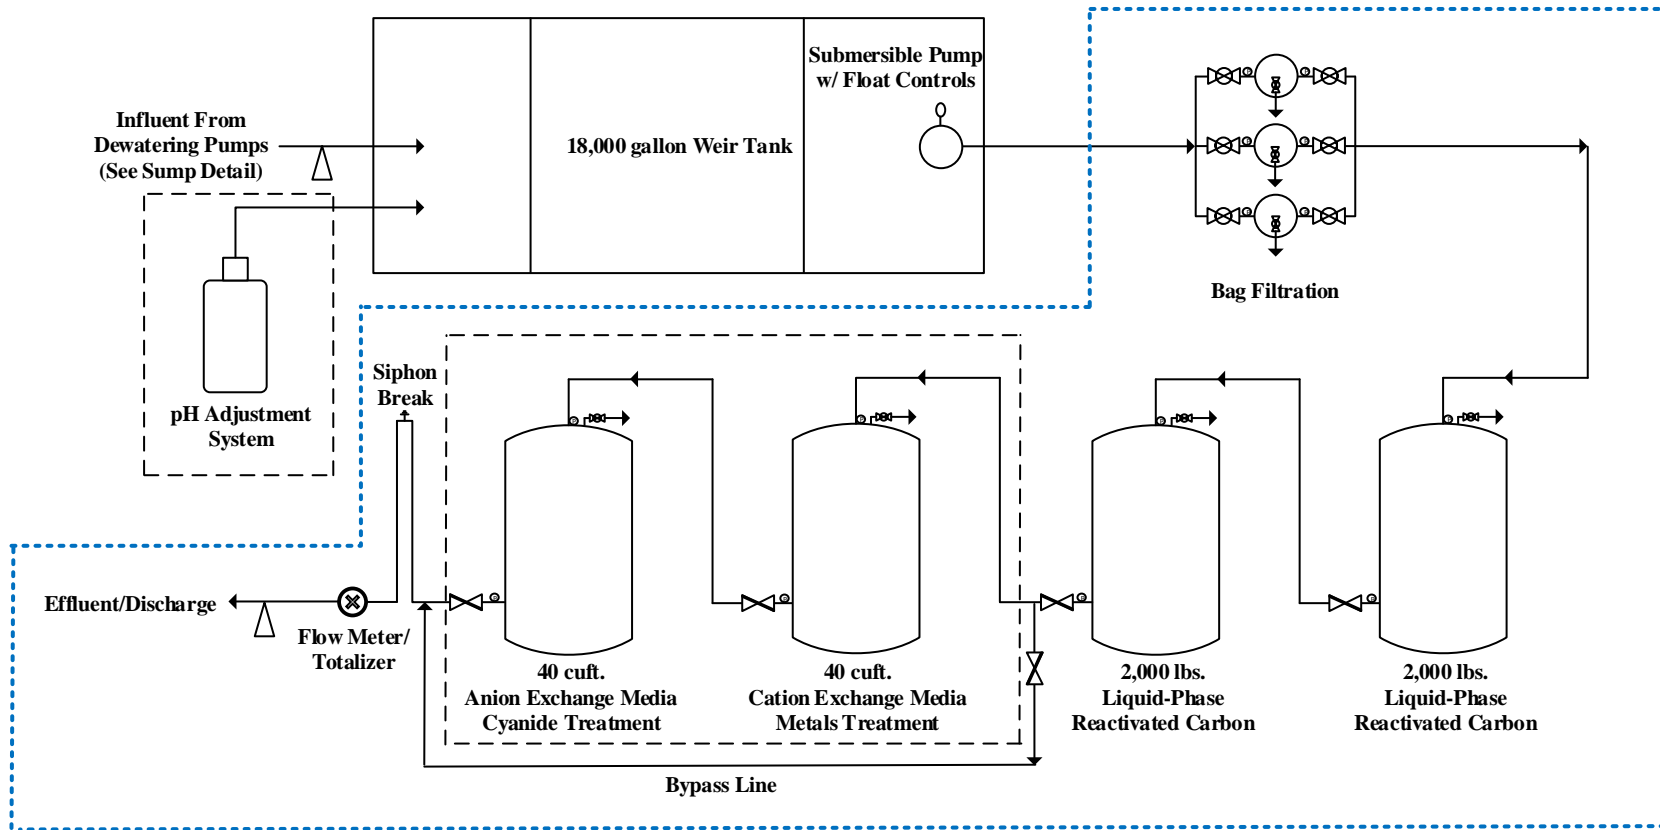 Submersible Pump
w/ Float Controls
Influent From
Dewatering Pumps
(See Sump Detail)
18,000 gallon Weir Tank
Bag Filtration
pH Adjustment
System
Siphon
Break
Effluent/Discharge
Flow Meter/
Totalizer
40 cuft.
Anion Exchange Media
Cyanide Treatment
40 cuft.
Cation Exchange Media
Metals Treatment
2,000 lbs.
Liquid-Phase
Reactivated Carbon
2,000 lbs.
Liquid-Phase
Reactivated Carbon
Bypass Line